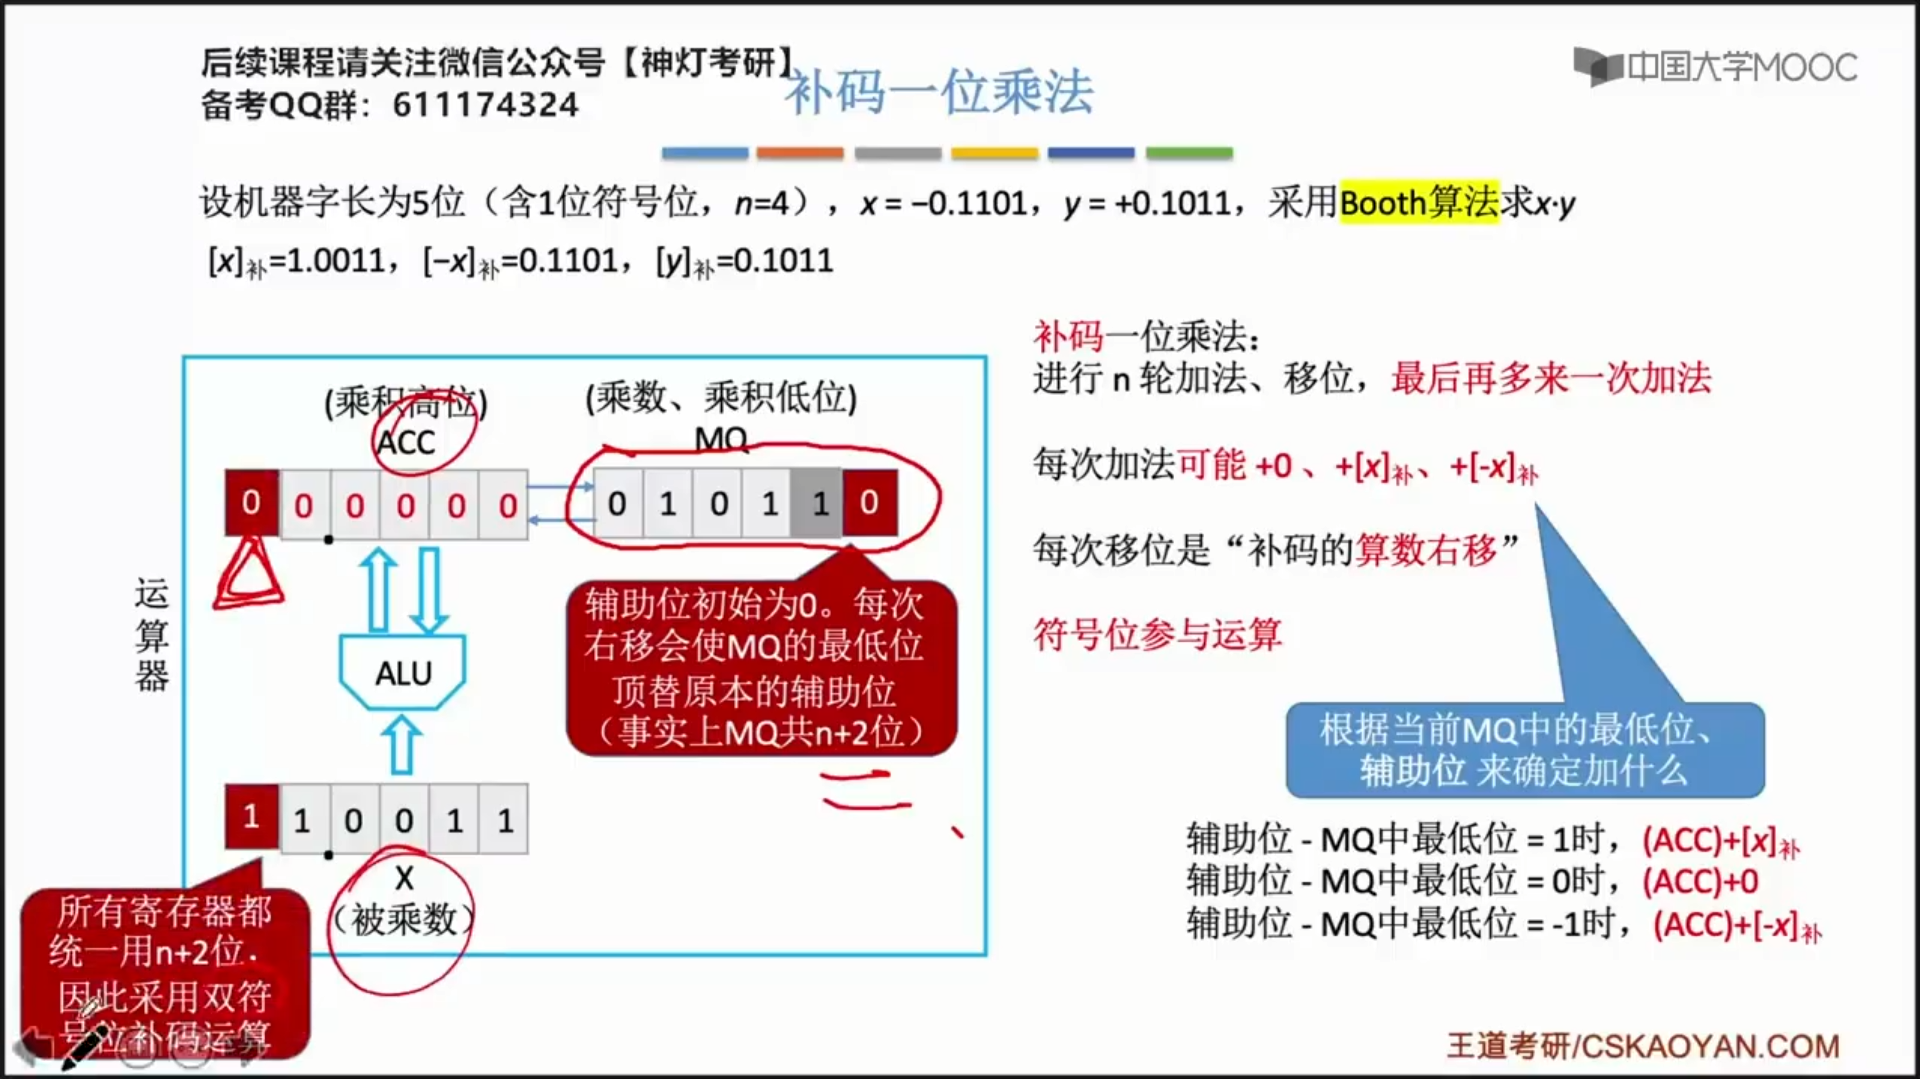 后续课程请关注微信公众号【神灯考研】
备考QQ群：611174324
补码一位乘法
中国大学MOOC
设机器字长为5位（含1位符号位，n=4），x = −0.1101，y = +0.1011，采用Booth算法求x·y
[x]补=1.0011，[−x]补=0.1101，[y]补=0.1011
(乘积高位)
ACC
(乘数、乘积低位)
MQ
0 0 0 0 0 0
0 1 0 1 1 0
运算器
ALU
辅助位初始为0。每次
右移会使MQ的最低位
顶替原本的辅助位
（事实上MQ共n+2位）
1 1 0 0 1 1
X
（被乘数）
所有寄存器都
统一用n+2位.
因此采用双符
号位补码运算
补码一位乘法：
进行 n 轮加法、移位，最后再多来一次加法
每次加法可能 +0 、+[x]补、+[-x]补
每次移位是“补码的算数右移”
符号位参与运算
根据当前MQ中的最低位、
辅助位 来确定加什么
辅助位 - MQ中最低位 = 1时，(ACC)+[x]补
辅助位 - MQ中最低位 = 0时，(ACC)+0
辅助位 - MQ中最低位 = -1时，(ACC)+[-x]补
王道考研/CSKAOYAN.COM